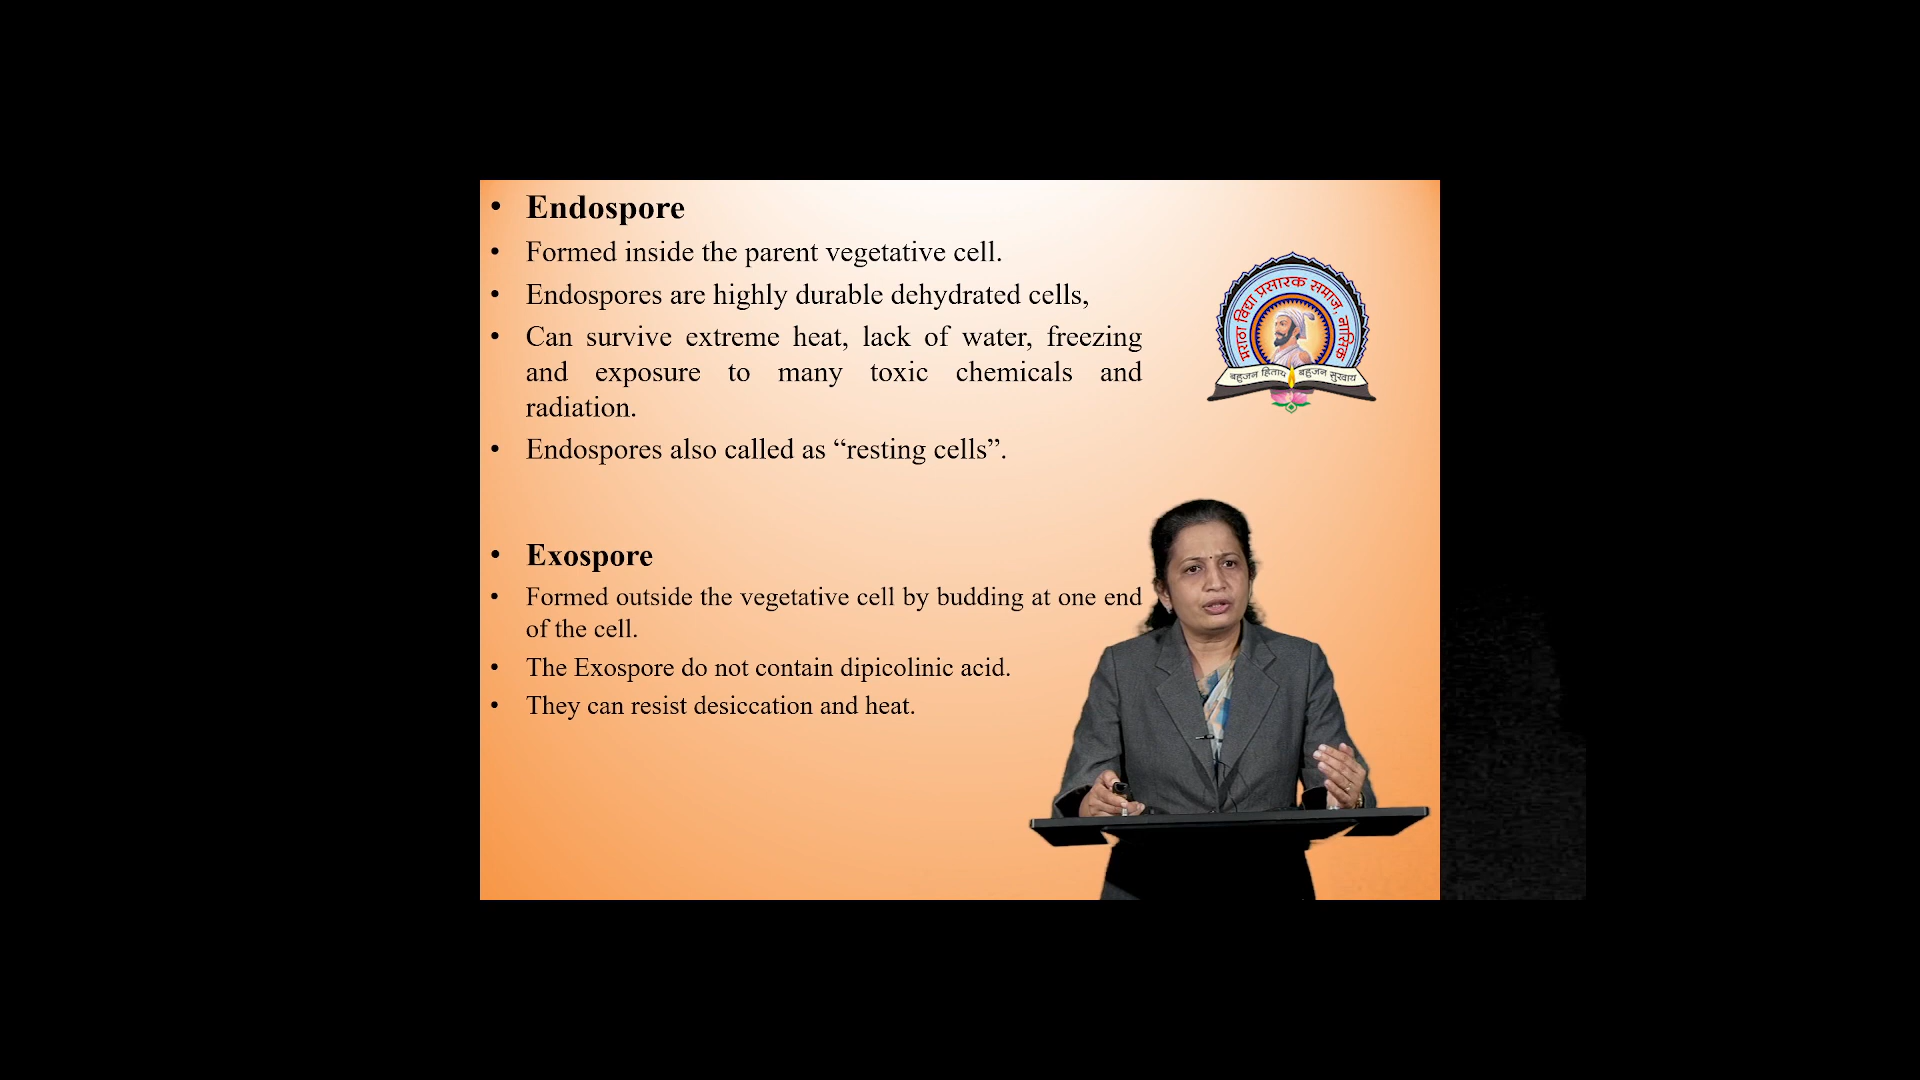 • Endospore
• Formed inside the parent vegetative cell.
• Endospores are highly durable dehydrated cells,
• Can survive extreme heat, lack of water, freezing
and exposure to many toxic chemicals and
radiation.
• Endospores also called as “resting cells”.
• Exospore
• Formed outside the vegetative cell by budding at one end
of the cell.
• The Exospore do not contain dipicolinic acid.
• They can resist desiccation and heat.
मराठा विद्या प्रसारक समाज, नाशिक
बहुजन हिताय बहुजन सुखाय